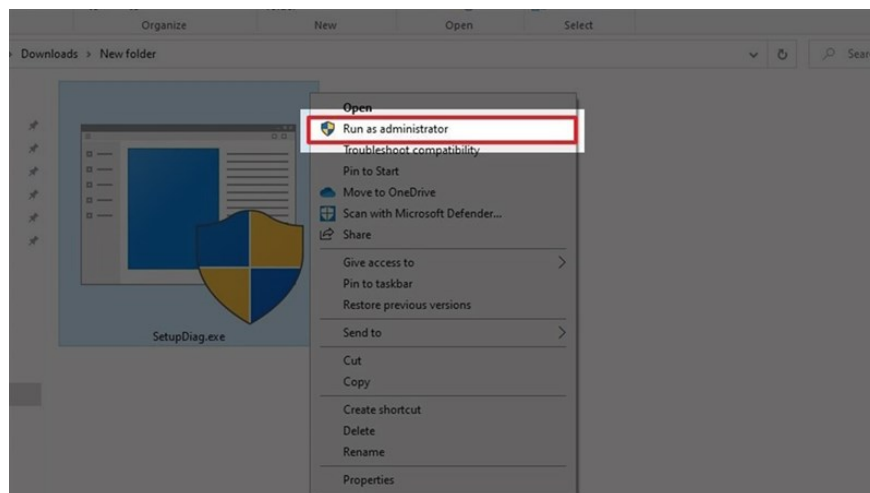 Organize
New
Open
Select
Downloads
New folder
Sear
SetupDiag.exe
Open
Run as administrator
Troubleshoot compatibility
Pin to Start
Move to OneDrive
Scan with Microsoft Defender...
Share
Give access to
Pin to taskbar
Restore previous versions
Send to
Cut
Copy
Create shortcut
Delete
Rename
Properties